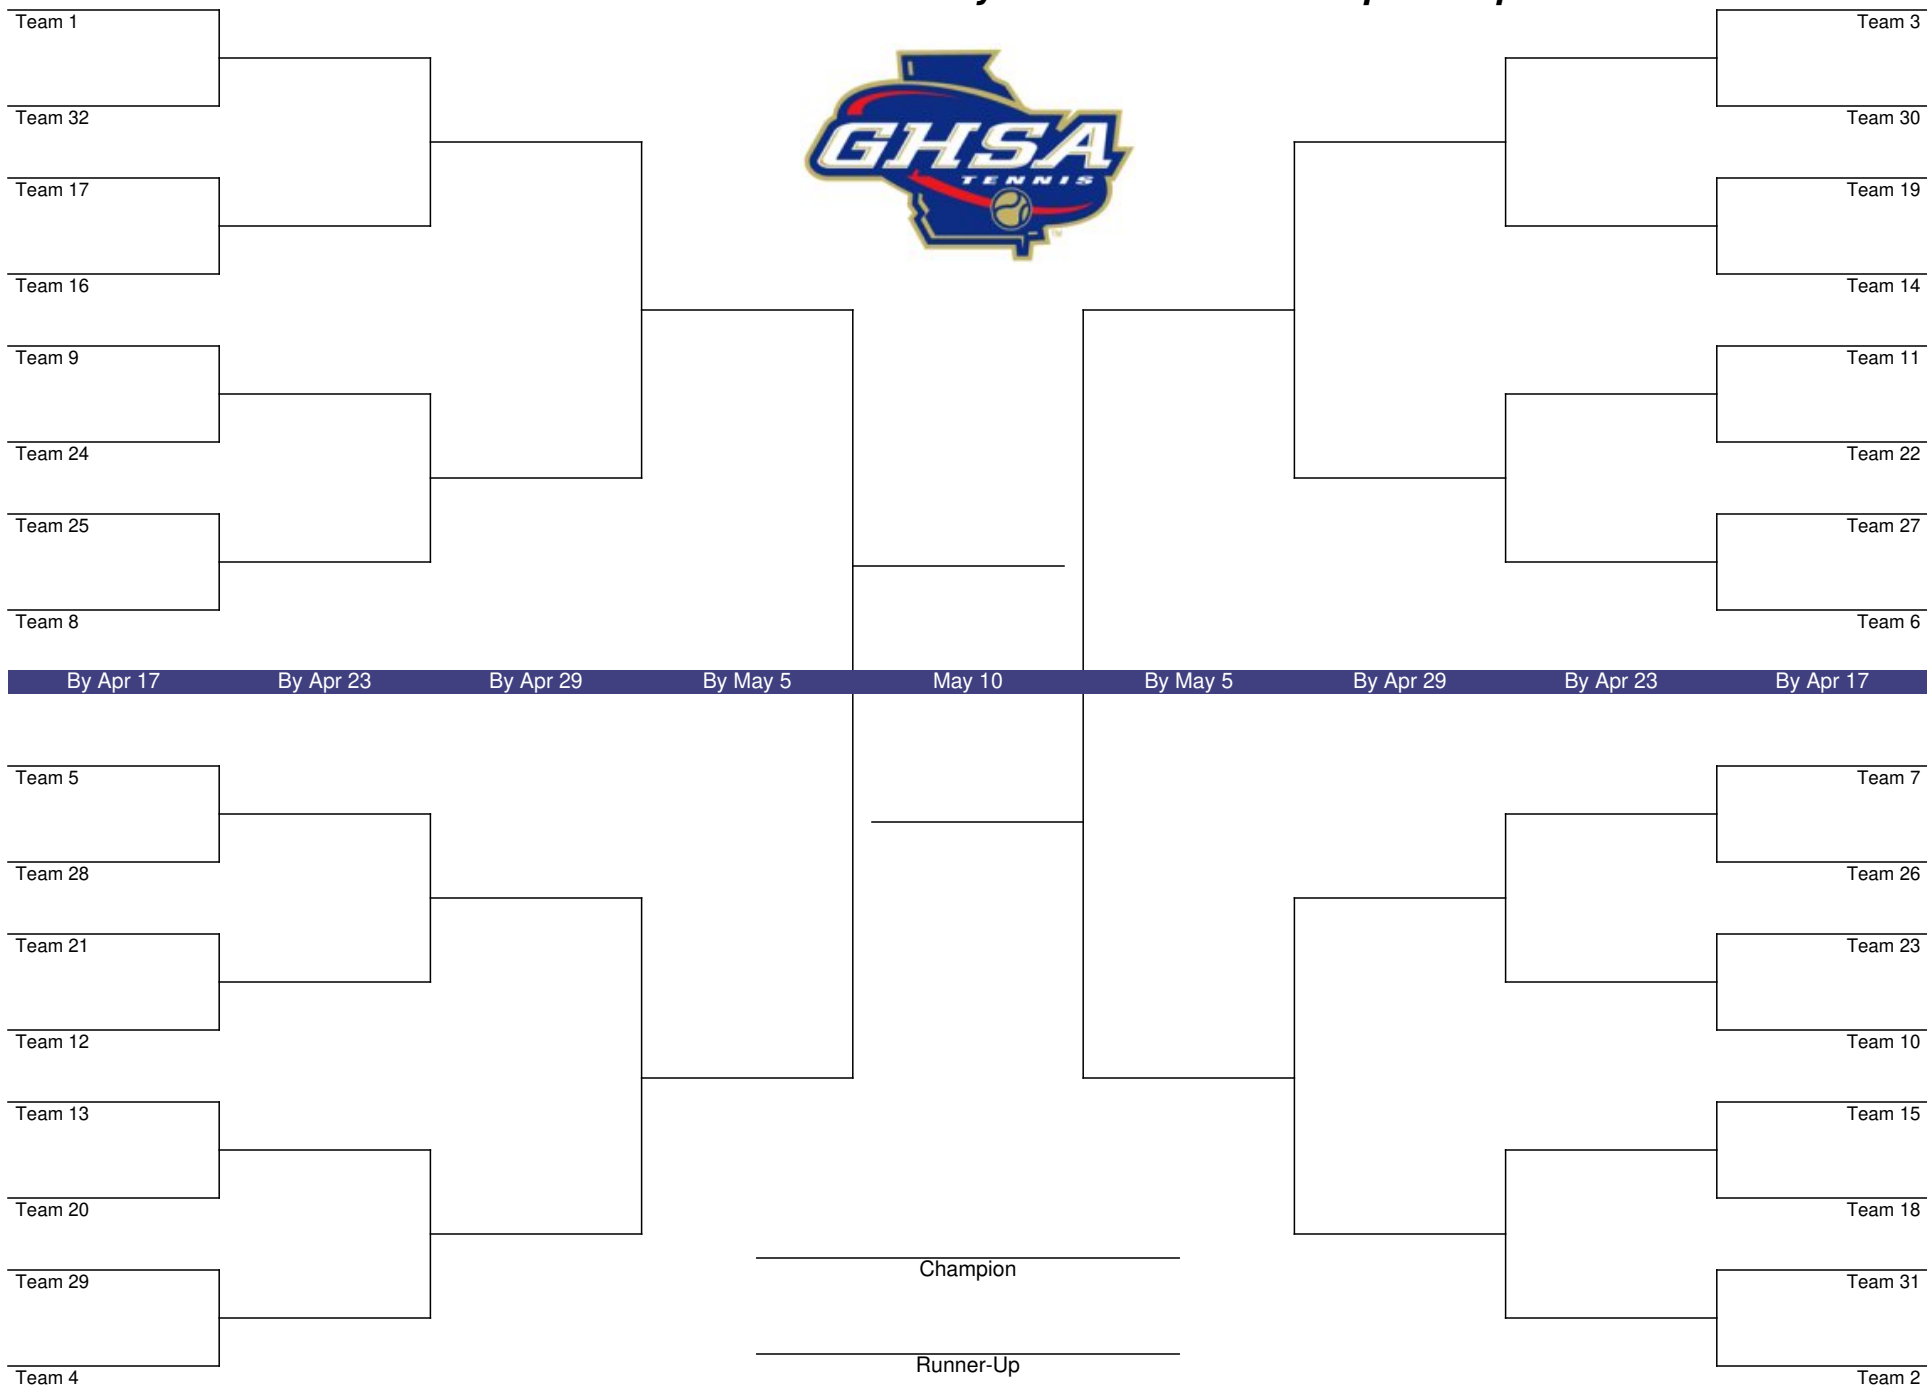 Team 1
Team 3
Team 32
Team 30
GHSA
TENNIS
Team 17
Team 19
TM
Team 16
Team 14
Team 9
Team 11
Team 24
Team 22
Team 25
Team 27
Team 8
Team 6
By Apr 17 By Apr 23 By Apr 29 By May 5 May 10 By May 5 By Apr 29 By Apr 23 By Apr 17
Team 5
Team 7
Team 28
Team 26
Team 21
Team 23
Team 12
Team 10
Team 13
Team 15
Team 20
Team 18
Champion
Team 29
Team 31
Runner-Up
Team 4
Team 2